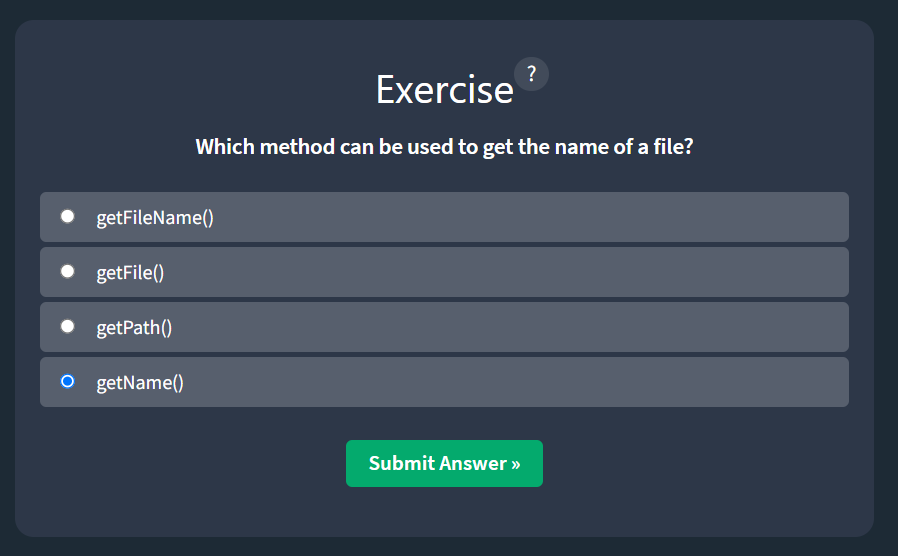 Exercise ?
Which method can be used to get the name of a file?
getFileName()
getFile()
getPath()
getName()
Submit Answer »